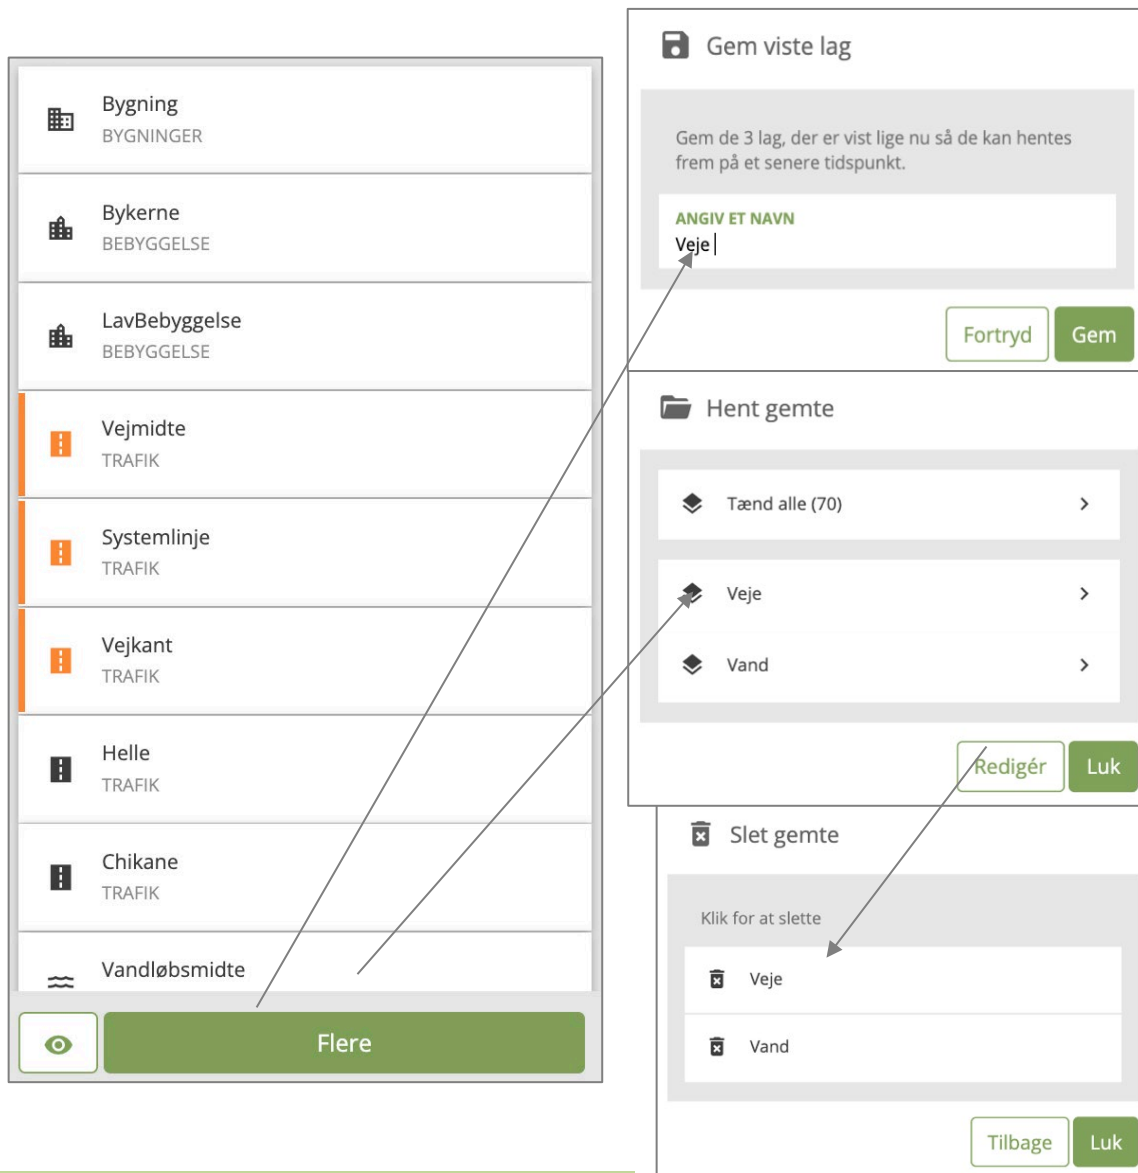 Bygning
BYGNINGER
Bykerne
BEBYGGELSE
LavBebyggelse
BEBYGGELSE
Vejmidte
TRAFIK
Systemlinje
TRAFIK
Vejkant
TRAFIK
Helle
TRAFIK
Chikane
TRAFIK
Vandløbsmidte
Flere
Gem viste lag
Gem de 3 lag, der er vist lige nu så de kan hentes
frem på et senere tidspunkt.
ANGIV ET NAVN
Veje
Fortryd Gem
Hent gemte
Tænd alle (70)
Veje
Vand
Redigér Luk
Slet gemte
Klik for at slette
Veje
Vand
Tilbage Luk